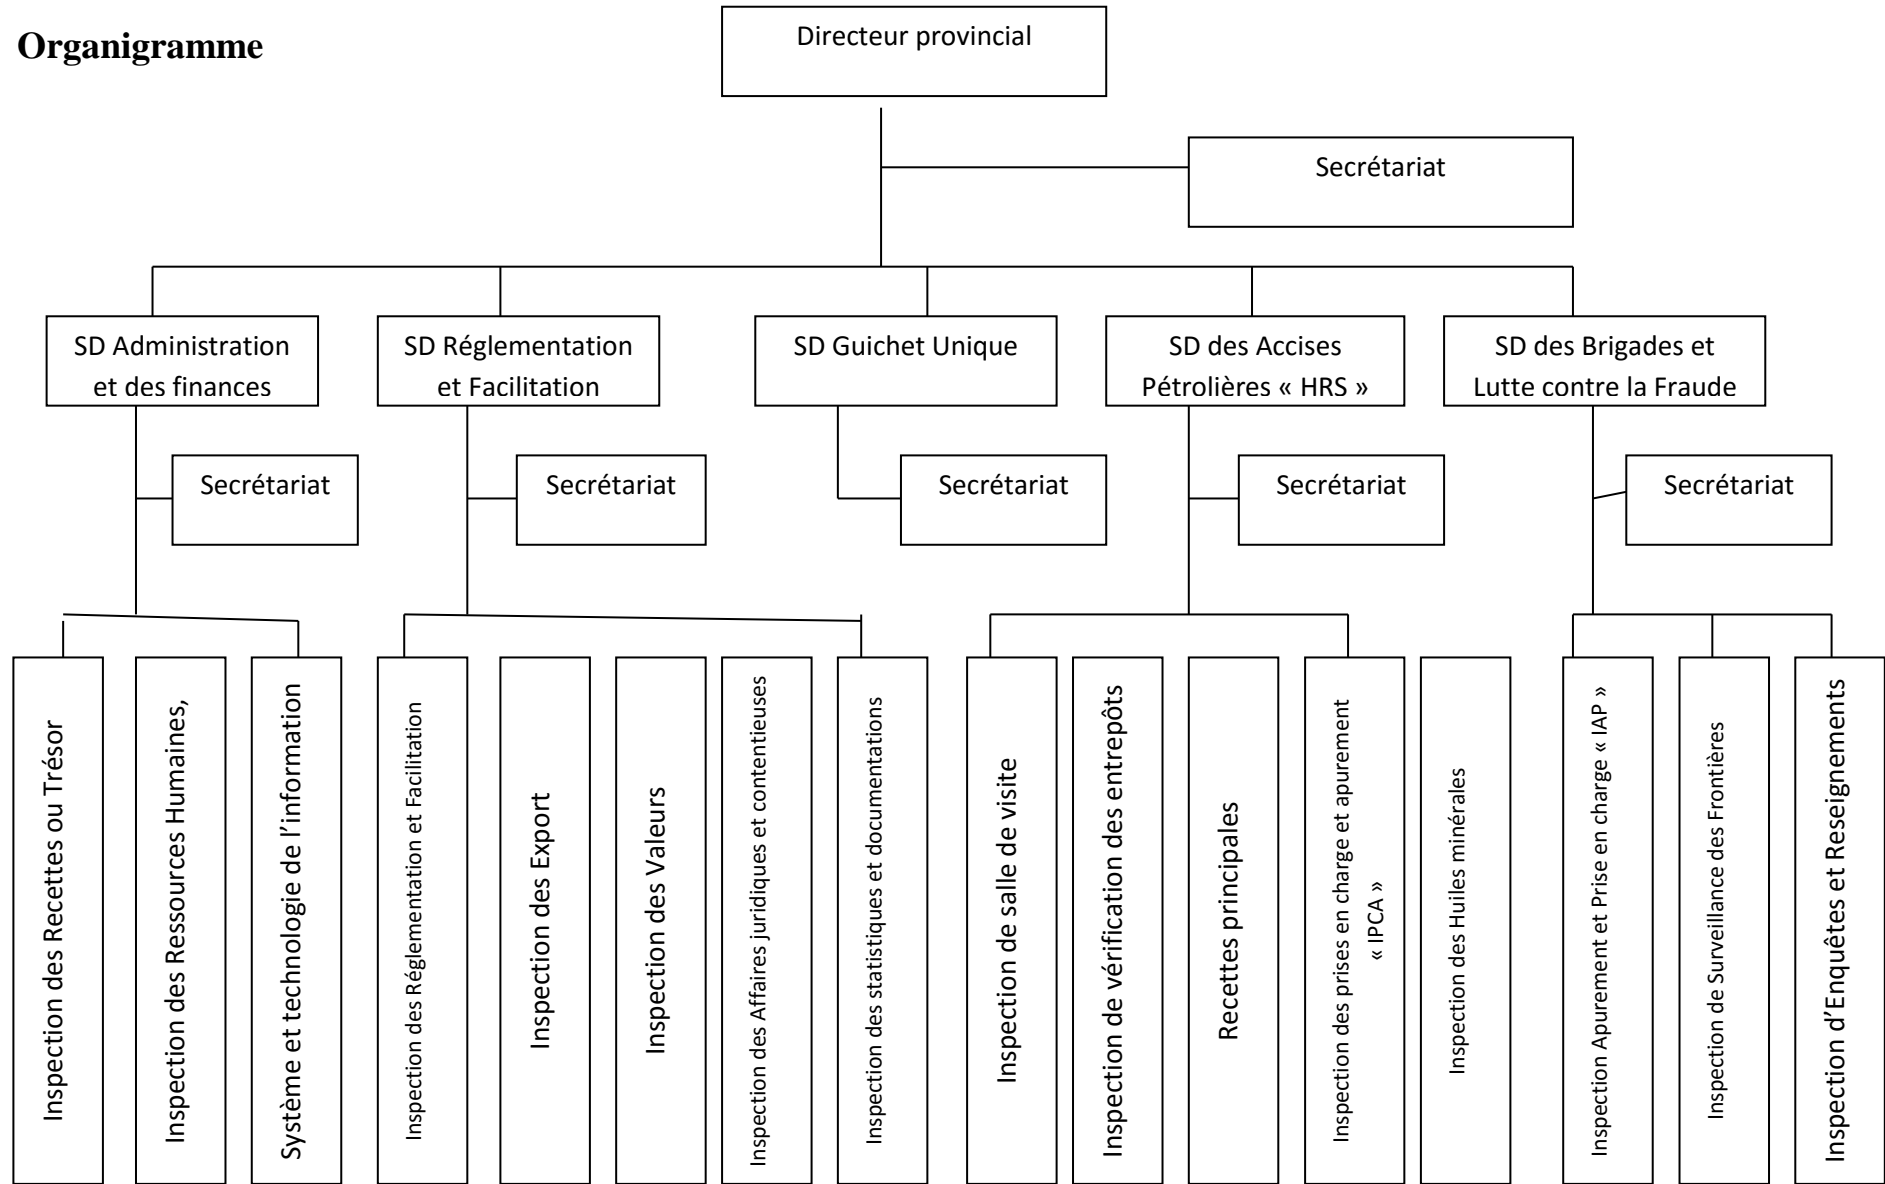 Organigramme
Directeur provincial
Secrétariat
SD Administration
et des finances
SD Réglementation
et Facilitation
SD Guichet Unique
SD des Accises
Pétrolières « HRS »
SD des Brigades et
Lutte contre la Fraude
Secrétariat
Secrétariat
Secrétariat
Secrétariat
Secrétariat
Inspection des Recettes ou Trésor
Inspection des Ressources Humaines,
Système et technologie de l’information
Inspection des Réglementation et Facilitation
Inspection des Export
Inspection des Valeurs
Inspection des Affaires juridiques et contentieuses
Inspection des statistiques et documentations
Inspection de salle de visite
Inspection de vérification des entrepôts
Recettes principales
Inspection des prises en charge et apurement
« IPCA »
Inspection des Huiles minérales
Inspection Apurement et Prise en charge « IAP »
Inspection de Surveillance des Frontières
Inspection d’Enquêtes et Reseignements